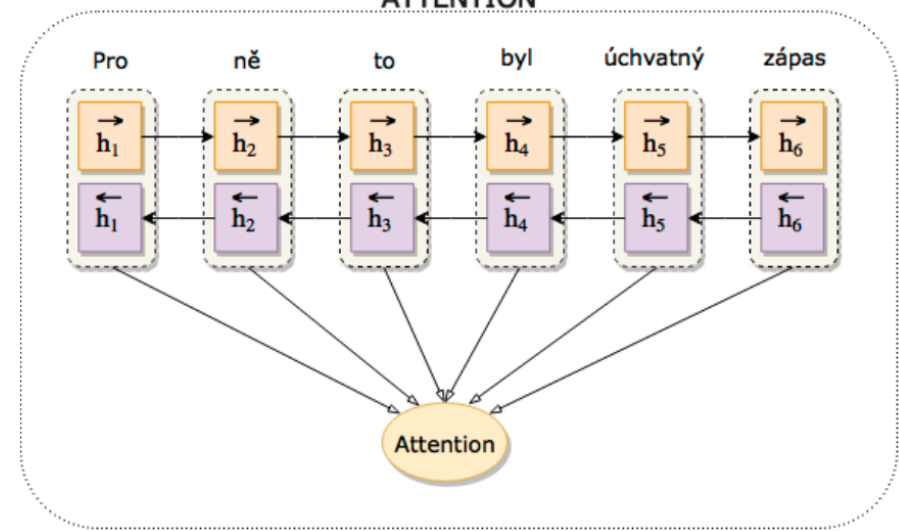 ATTENTION
Pro ně to byl úchvatný zápas
h₁ h₂ h₃ h₄ h₅ h₆
h₁ h₂ h₃ h₄ h₅ h₆
Attention